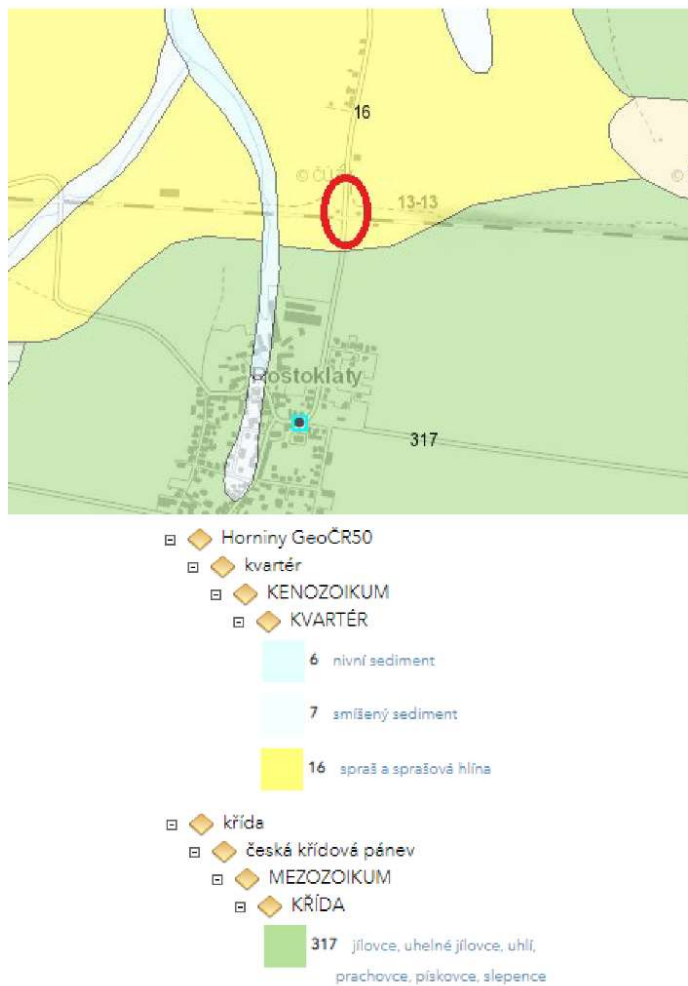 16
© ČÚ
13-13
©
Rostoklaty
317
Horniny GeoČR50
kvartér
KENOZOIKUM
KVARTÉR
6 nivní sediment
7 smíšený sediment
16 spraš a sprašová hlína
křída
česká křídová pánev
MEZOZOIKUM
KŘÍDA
317 jílovce, uhelné jílovce, uhlí,
prachovce, pískovce, slepence